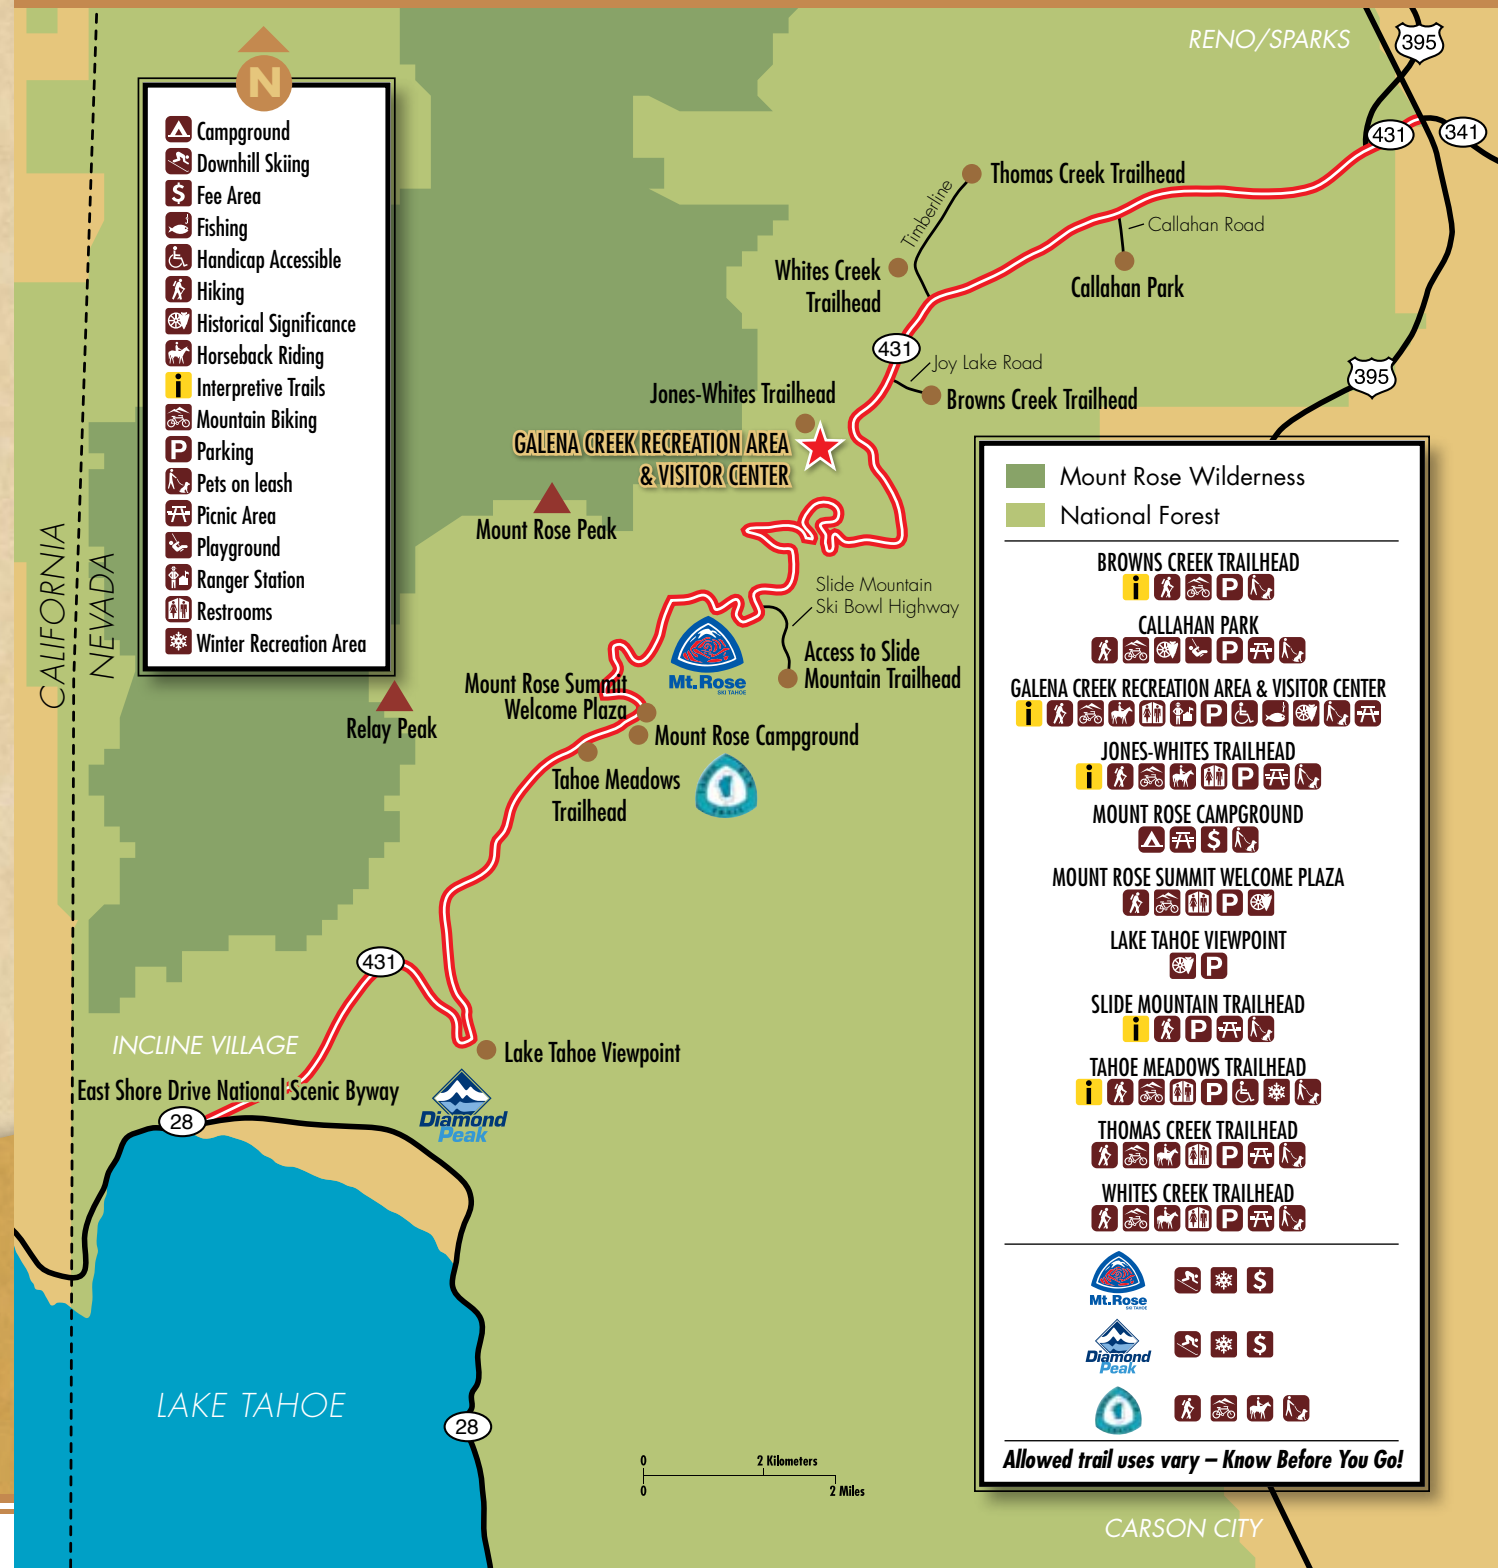 RENO/SPARKS
395
N
Campground
Downhill Skiing
$ Fee Area
Fishing
Handicap Accessible
Hiking
Historical Significance
Horseback Riding
i Interpretive Trails
Mountain Biking
P Parking
Pets on leash
Picnic Area
Playground
Ranger Station
Restrooms
Winter Recreation Area
CALIFORNIA
NEVADA
431
341
Thomas Creek Trailhead
Timberline
Callahan Road
Whites Creek
Trailhead
Callahan Park
431
Joy Lake Road
395
Jones-Whites Trailhead
Browns Creek Trailhead
GALENA CREEK RECREATION AREA
& VISITOR CENTER
Mount Rose Peak
Slide Mountain
Ski Bowl Highway
Mt.Rose
SKI TAHOE
Access to Slide
Mountain Trailhead
Mount Rose Summit
Welcome Plaza
Relay Peak
Mount Rose Campground
Tahoe Meadows
Trailhead
431
INCLINE VILLAGE
Lake Tahoe Viewpoint
East Shore Drive National Scenic Byway
28
Diamond
Peak
LAKE TAHOE
28
0
2 Kilometers
0
2 Miles
Mount Rose Wilderness
National Forest
BROWNS CREEK TRAILHEAD
i P
CALLAHAN PARK
P
GALENA CREEK RECREATION AREA & VISITOR CENTER
i P
JONES-WHITES TRAILHEAD
i P
MOUNT ROSE CAMPGROUND
$
MOUNT ROSE SUMMIT WELCOME PLAZA
P
LAKE TAHOE VIEWPOINT
P
SLIDE MOUNTAIN TRAILHEAD
i P
TAHOE MEADOWS TRAILHEAD
i P
THOMAS CREEK TRAILHEAD
P
WHITES CREEK TRAILHEAD
P
Mt.Rose
SKI TAHOE
$
Diamond
Peak
$
Allowed trail uses vary – Know Before You Go!
CARSON CITY